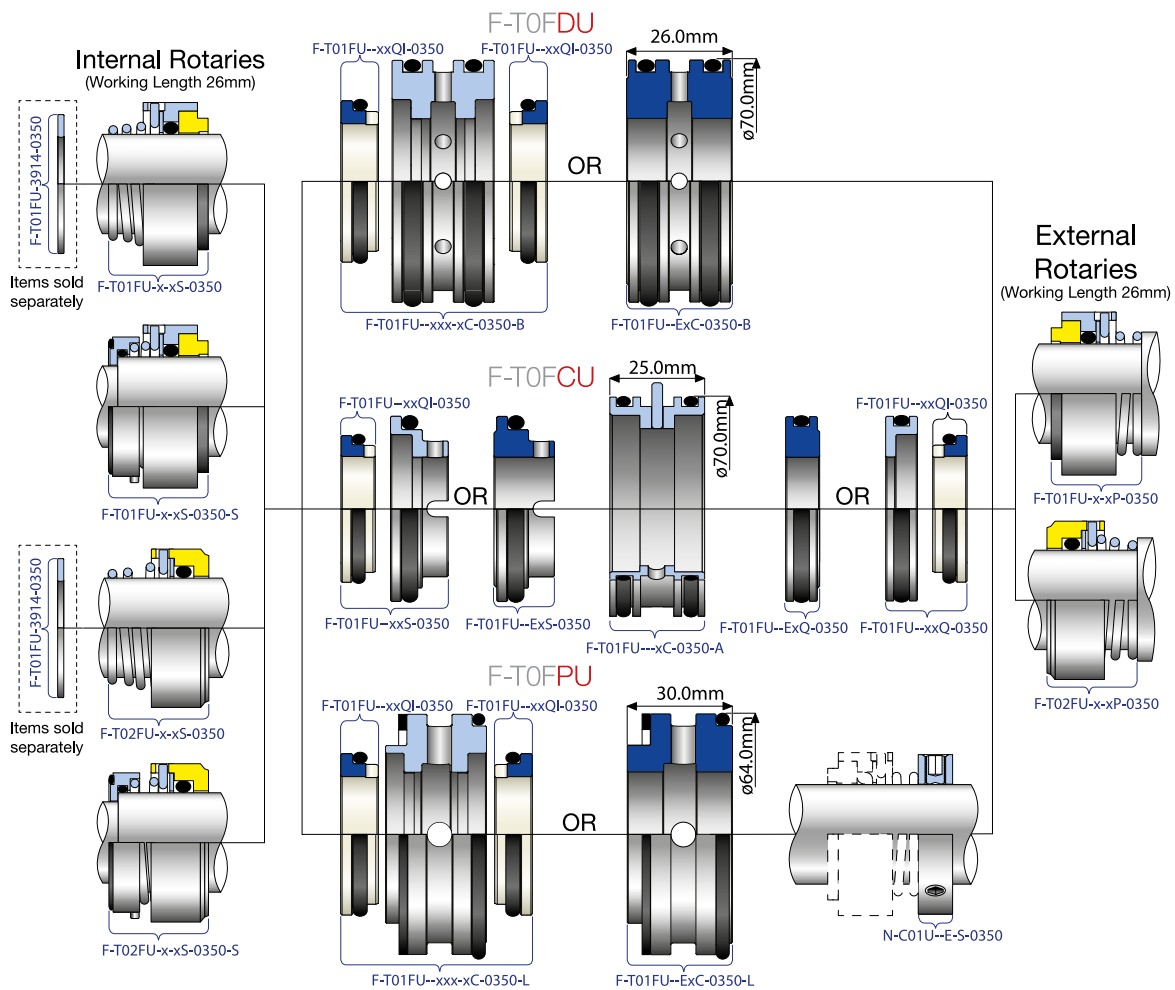 F-T0FDU
F-T01FU--xxQI-0350
F-T01FU--xxQI-0350
26.0mm
ø70.0mm
OR
F-T01FU--xxx-xC-0350-B
F-T01FU--ExC-0350-B
Internal Rotaries
(Working Length 26mm)
F-T01FU-3914-0350
Items sold
separately
F-T01FU-x-xS-0350
F-T01FU-x-xS-0350-S
F-T01FU-3914-0350
Items sold
separately
F-T02FU-x-xS-0350
F-T02FU-x-xS-0350-S
F-T0FCU
F-T01FU--xxQI-0350
25.0mm
F-T01FU--xxQI-0350
ø70.0mm
OR
OR
F-T01FU--xxS-0350
F-T01FU--ExS-0350
F-T01FU---xC-0350-A
F-T01FU--ExQ-0350
F-T01FU--xxQ-0350
F-T0FPU
F-T01FU--xxQI-0350
F-T01FU--xxQI-0350
30.0mm
ø64.0mm
OR
F-T01FU--xxx-xC-0350-L
F-T01FU--ExC-0350-L
External
Rotaries
(Working Length 26mm)
F-T01FU-x-xP-0350
F-T02FU-x-xP-0350
N-C01U--E-S-0350